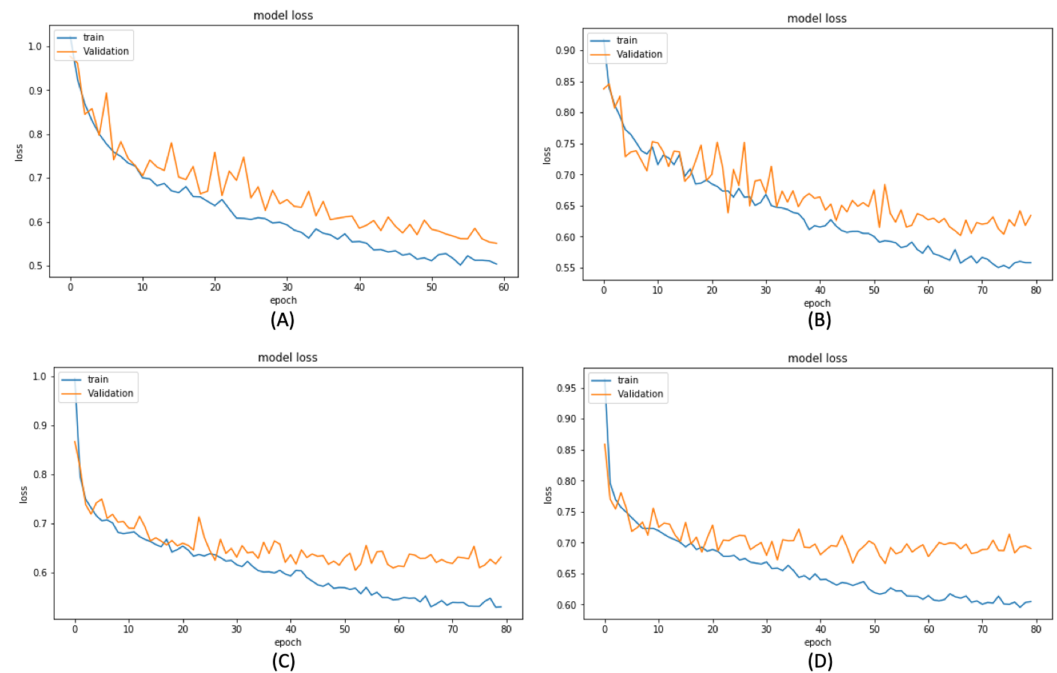 model loss
train
Validation
1.0
0.9
0.8
0.7
0.6
0.5
loss
0 10 20 30 40 50 60
epoch
(A)
model loss
train
Validation
0.90
0.85
0.80
0.75
0.70
0.65
0.60
0.55
loss
0 10 20 30 40 50 60 70 80
epoch
(B)
model loss
train
Validation
1.0
0.9
0.8
0.7
0.6
loss
0 10 20 30 40 50 60 70 80
epoch
(C)
model loss
train
Validation
0.95
0.90
0.85
0.80
0.75
0.70
0.65
0.60
loss
0 10 20 30 40 50 60 70 80
epoch
(D)